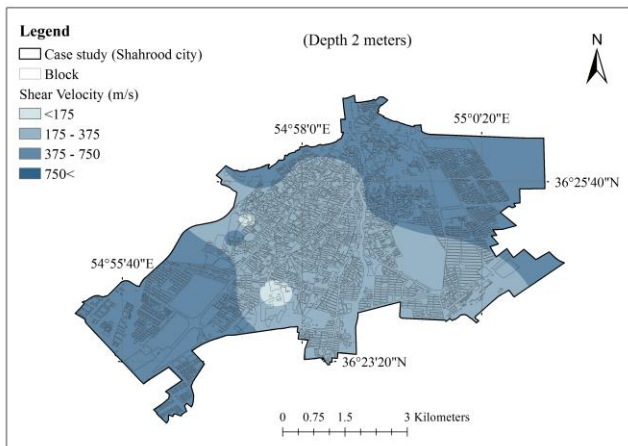 Legend
Case study (Shahrood city)
Block
Shear Velocity (m/s)
<175
175 - 375
375 - 750
750<
(Depth 2 meters)
N
54°58'0"E
55°0'20"E
36°25'40"N
54°55'40"E
36°23'20"N
0 0.75 1.5 3 Kilometers